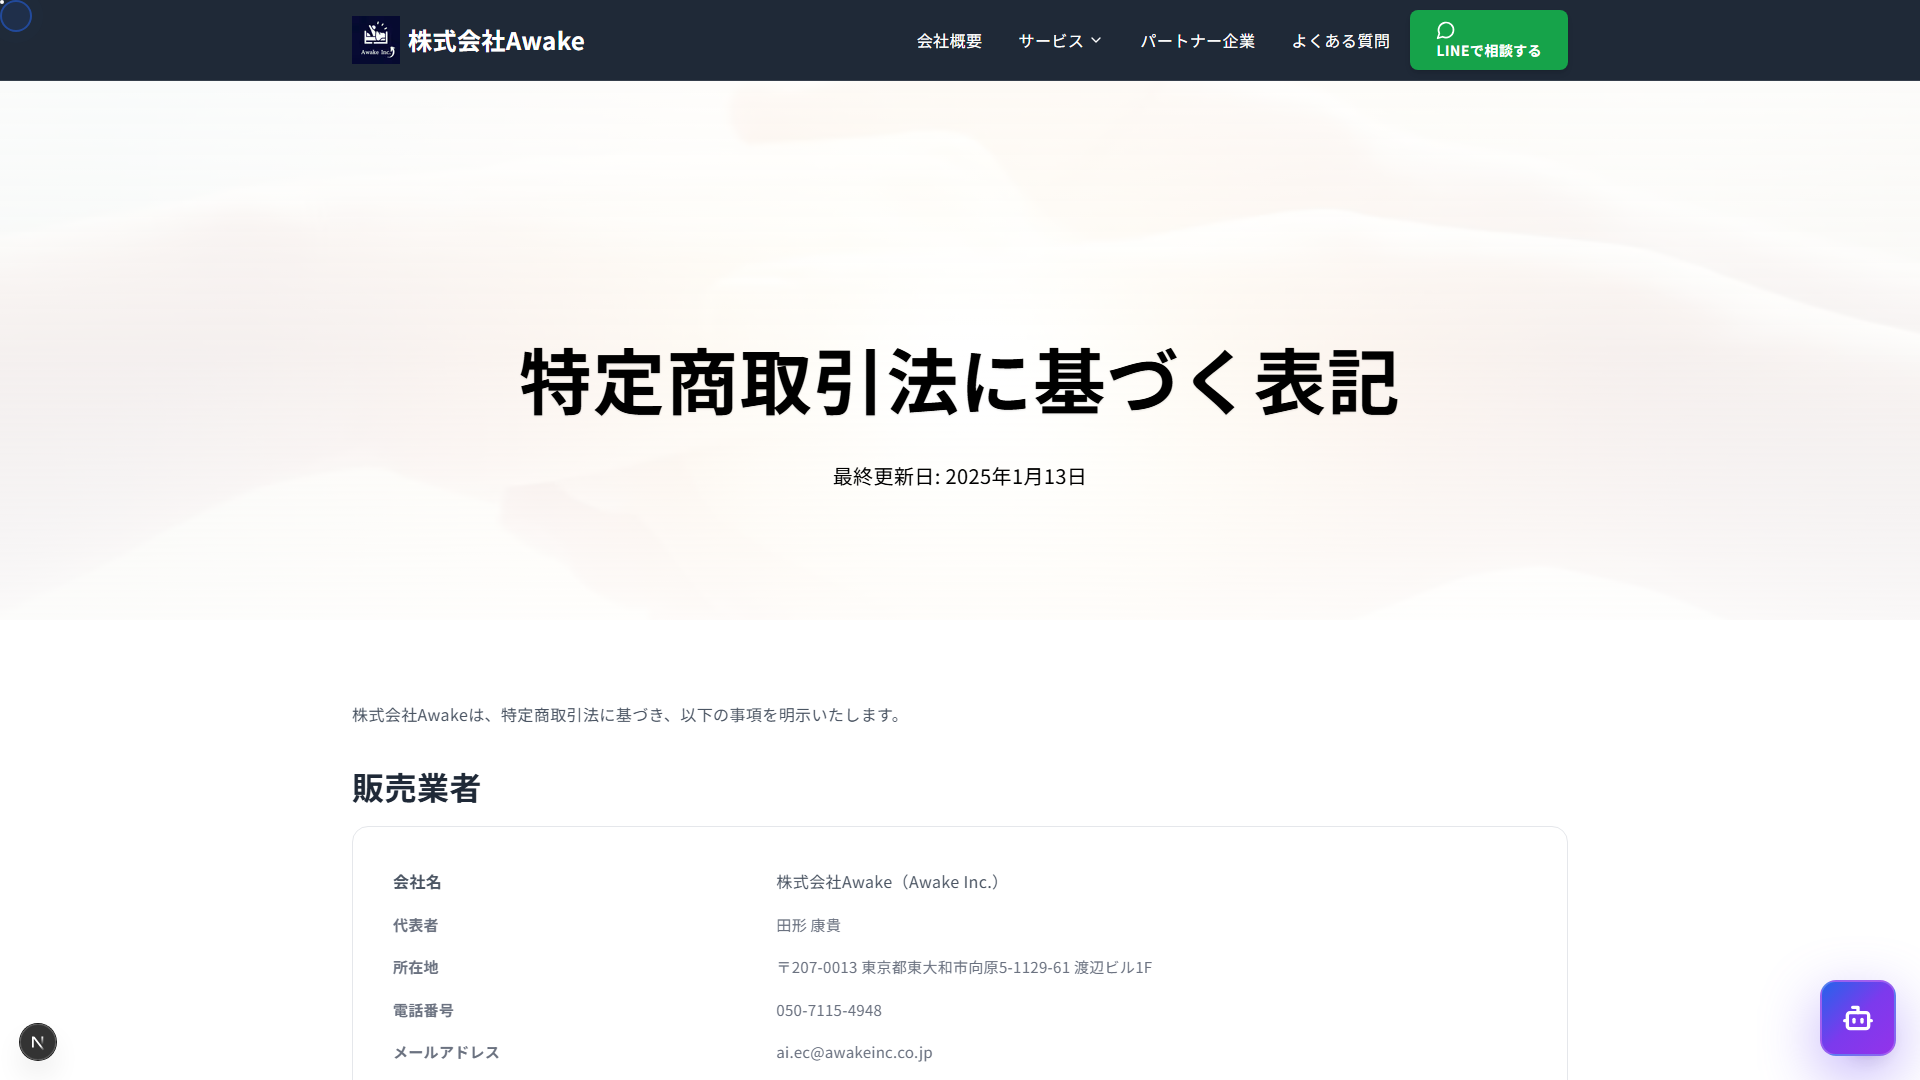 Awake Inc.
株式会社Awake
会社概要
サービス
パートナー企業
よくある質問
LINEで相談する
特定商取引法に基づく表記
最終更新日: 2025年1月13日
株式会社Awakeは、特定商取引法に基づき、以下の事項を明示いたします。
販売業者
会社名
株式会社Awake（Awake Inc.）
代表者
田形 康貴
所在地
〒207-0013 東京都東大和市向原5-1129-61 渡辺ビル1F
電話番号
050-7115-4948
メールアドレス
ai.ec@awakeinc.co.jp
N